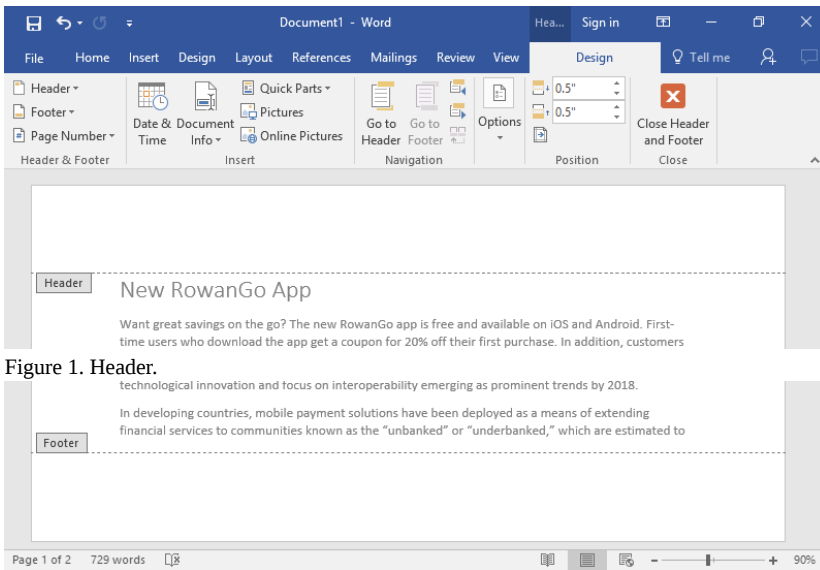 Document1 - Word
Hea... Sign in
File Home Insert Design Layout References Mailings Review View Design Tell me
Header
Footer
Page Number
Header & Footer
Date & Time
Document Info
Quick Parts
Pictures
Online Pictures
Insert
Go to Header
Go to Footer
Navigation
Options
0.5"
0.5"
Position
Close Header and Footer
Close
Header
New RowanGo App
Want great savings on the go? The new RowanGo app is free and available on iOS and Android. First-
time users who download the app get a coupon for 20% off their first purchase. In addition, customers
Figure 1. Header.
technological innovation and focus on interoperability emerging as prominent trends by 2018.
In developing countries, mobile payment solutions have been deployed as a means of extending
financial services to communities known as the “unbanked” or “underbanked,” which are estimated to
Footer
Page 1 of 2 729 words 90%